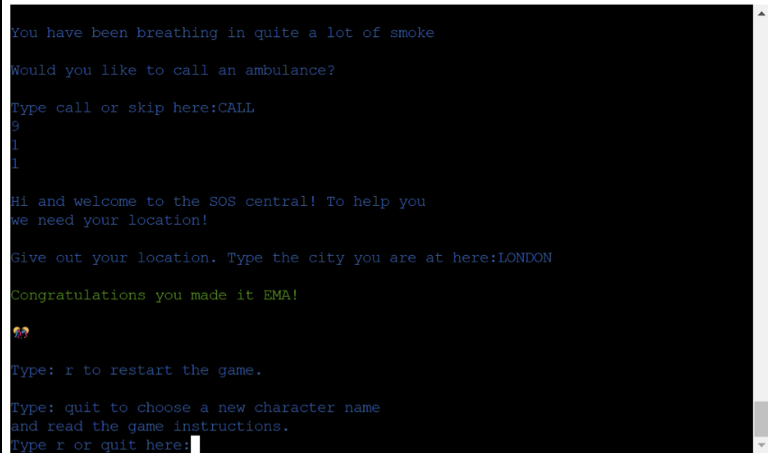 You have been breathing in quite a lot of smoke
Would you like to call an ambulance?
Type call or skip here:CALL
9
1
1
Hi and welcome to the SOS central! To help you
we need your location!
Give out your location. Type the city you are at here:LONDON
Congratulations you made it EMA!
Type: r to restart the game.
Type: quit to choose a new character name
and read the game instructions.
Type r or quit here: